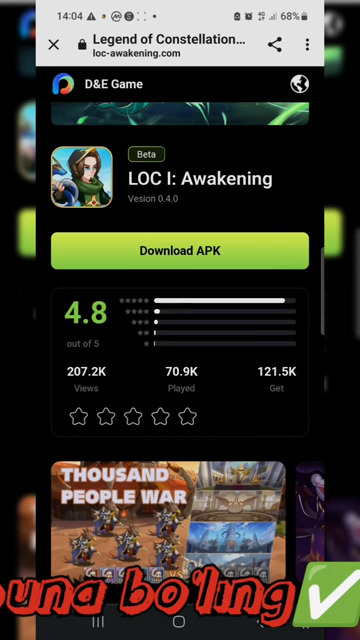 14:04
68%
Legend of Constellation...
loc-awakening.com
D&E Game
Beta
LOC I: Awakening
Vesion 0.4.0
Download APK
4.8
out of 5
207.2K 70.9K 121.5K
Views Played Get
THOUSAND
PEOPLE WAR
bo'ling